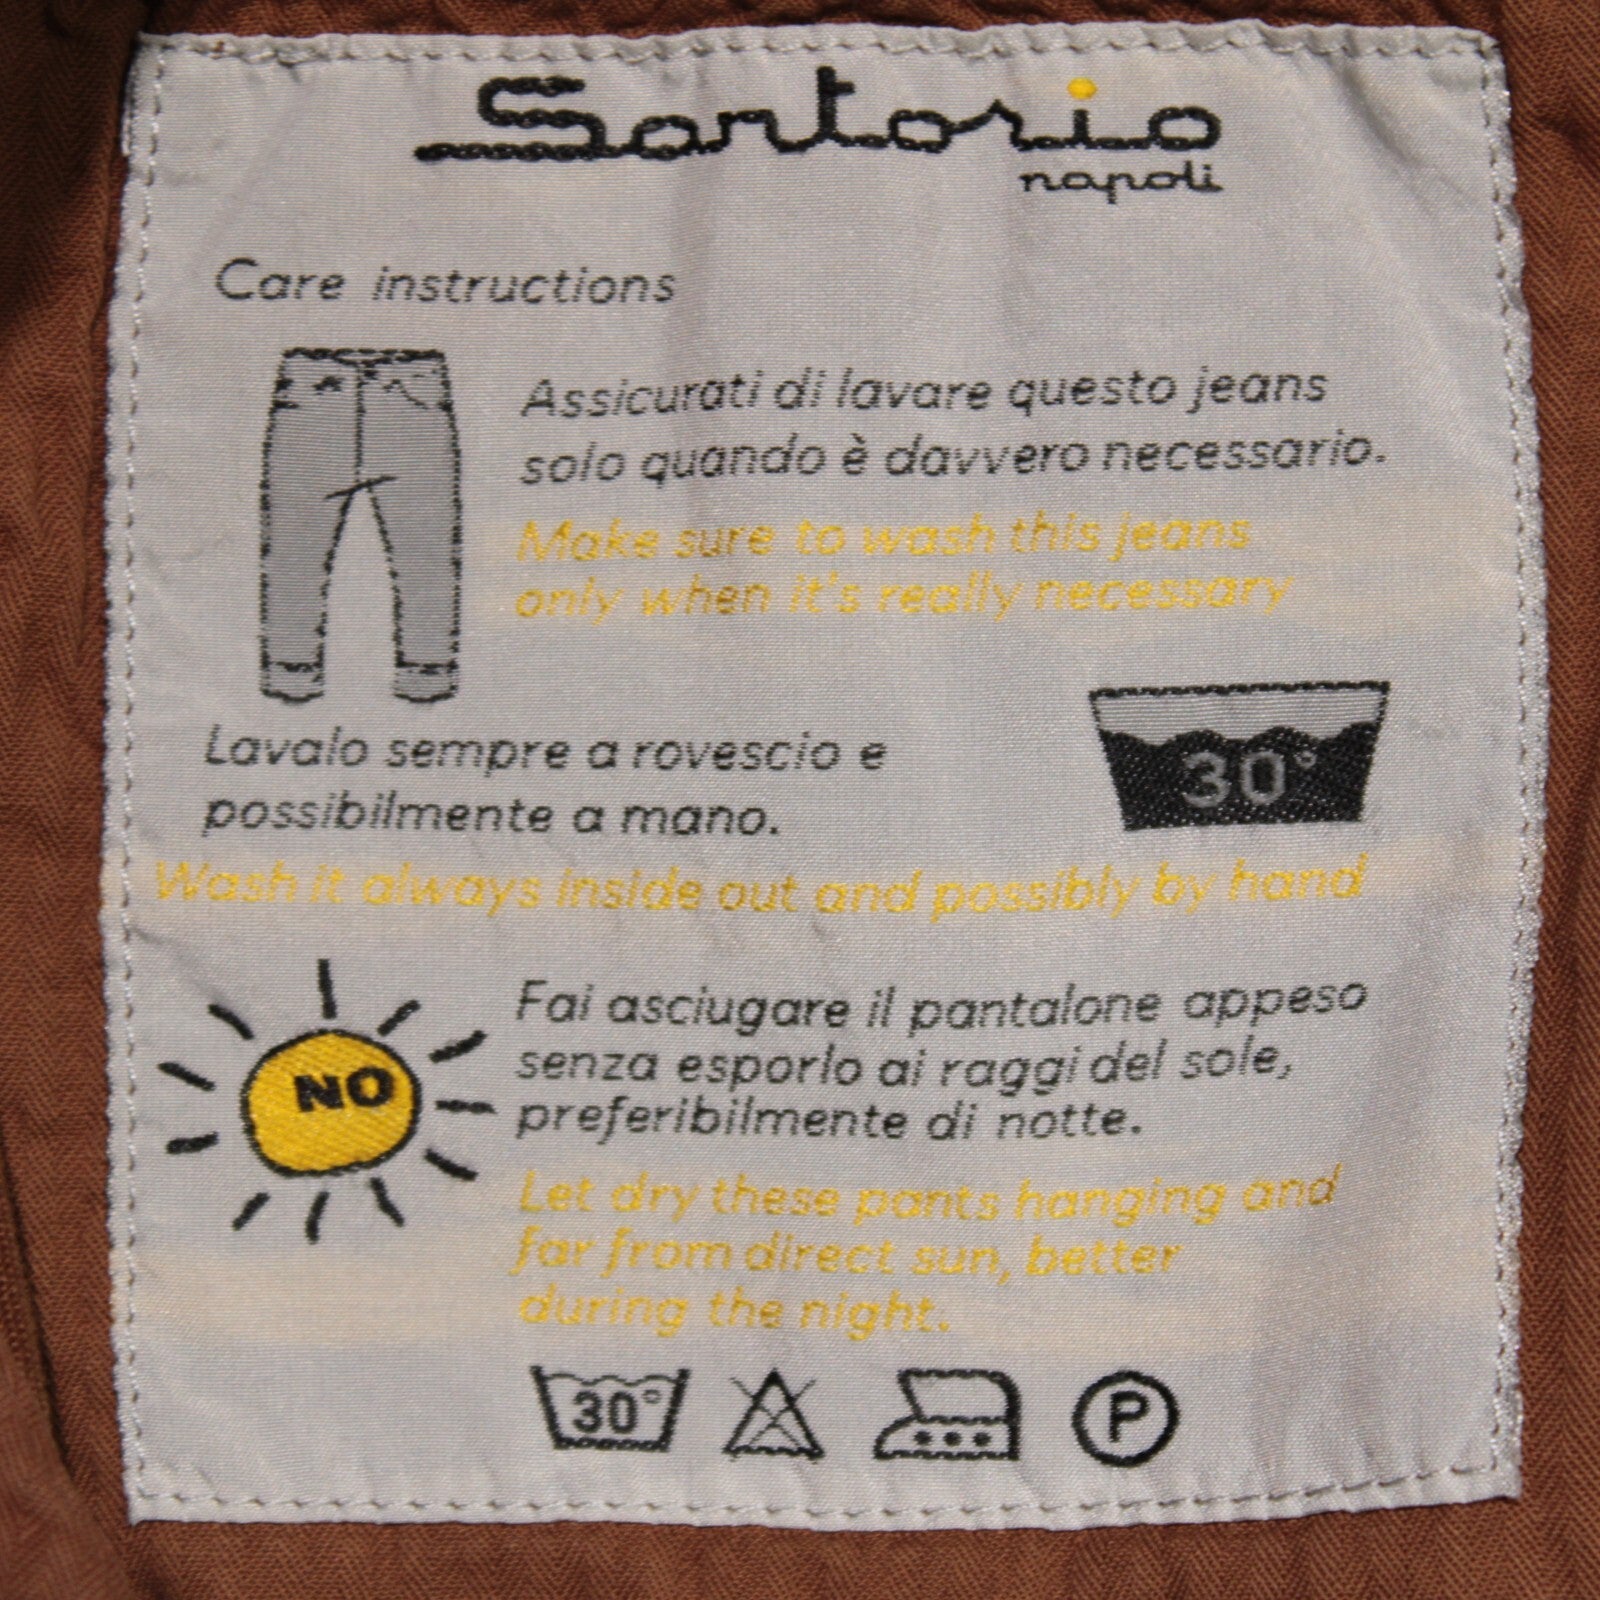 Sartorio
napoli
Care instructions
Assicurati di lavare questo jeans
solo quando è davvero necessario.
Make sure to wash this jeans
only when it's really necessary
Lavalo sempre a rovescio e
possibilmente a mano.
30°
Wash it always inside out and possibly by hand
NO
Fai asciugare il pantalone appeso
senza esporlo ai raggi del sole,
preferibilmente di notte.
Let dry these pants hanging and
far from direct sun, better
during the night.
30° P